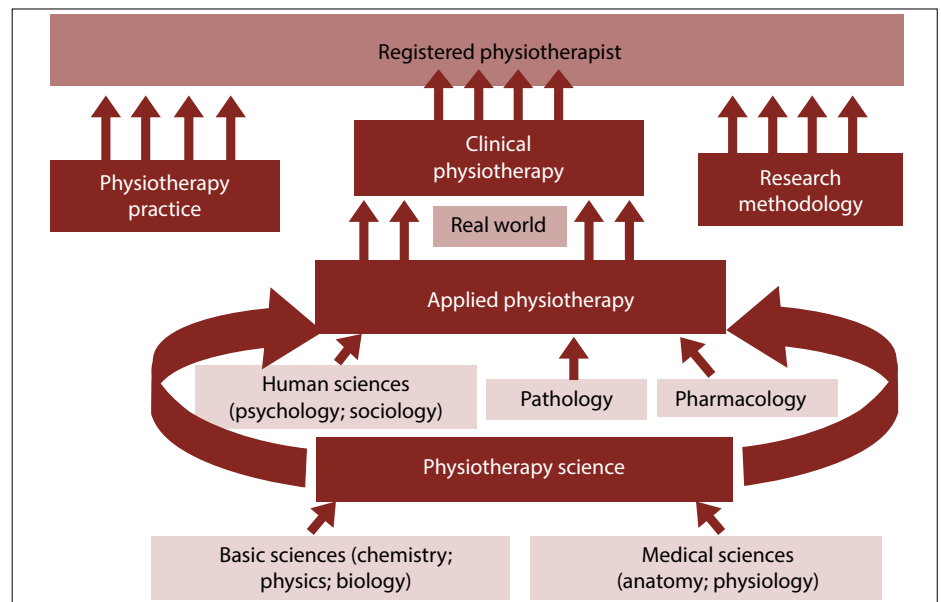 Registered physiotherapist
Clinical
physiotherapy
Physiotherapy
practice
Research
methodology
Real world
Applied physiotherapy
Human sciences
(psychology; sociology)
Pathology
Pharmacology
Physiotherapy science
Basic sciences (chemistry;
physics; biology)
Medical sciences
(anatomy; physiology)